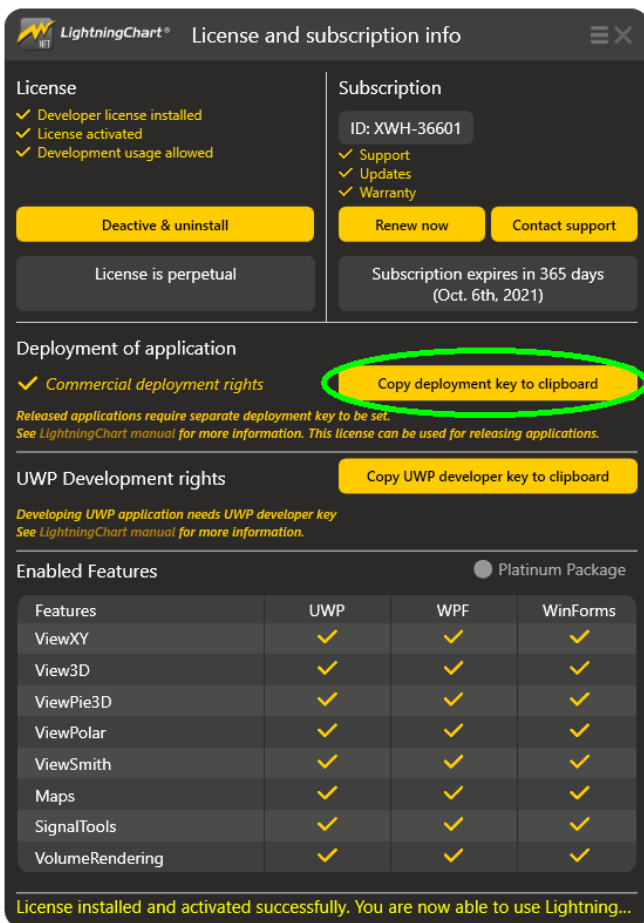 LightningChart® License and subscription info
.NET
License
Developer license installed
License activated
Development usage allowed
Deactive & uninstall
License is perpetual
Subscription
ID: XWH-36601
Support
Updates
Warranty
Renew now Contact support
Subscription expires in 365 days
(Oct. 6th, 2021)
Deployment of application
Commercial deployment rights Copy deployment key to clipboard
Released applications require separate deployment key to be set.
See LightningChart manual for more information. This license can be used for releasing applications.
UWP Development rights Copy UWP developer key to clipboard
Developing UWP application needs UWP developer key
See LightningChart manual for more information.
Enabled Features Platinum Package
Features UWP WPF WinForms
ViewXY
View3D
ViewPie3D
ViewPolar
ViewSmith
Maps
SignalTools
VolumeRendering
License installed and activated successfully. You are now able to use Lightning...